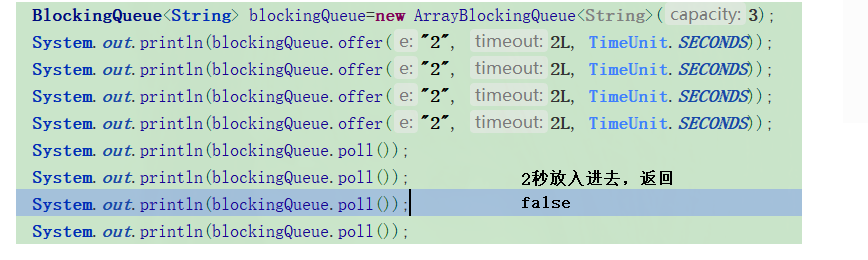 BlockingQueue<String> blockingQueue=new ArrayBlockingQueue<String>( capacity: 3);
System.out.println(blockingQueue.offer( e: "2", timeout: 2L, TimeUnit.SECONDS));
System.out.println(blockingQueue.offer( e: "2", timeout: 2L, TimeUnit.SECONDS));
System.out.println(blockingQueue.offer( e: "2", timeout: 2L, TimeUnit.SECONDS));
System.out.println(blockingQueue.offer( e: "2", timeout: 2L, TimeUnit.SECONDS));
System.out.println(blockingQueue.poll());
System.out.println(blockingQueue.poll()); 2秒放入进去，返回
System.out.println(blockingQueue.poll()); false
System.out.println(blockingQueue.poll());